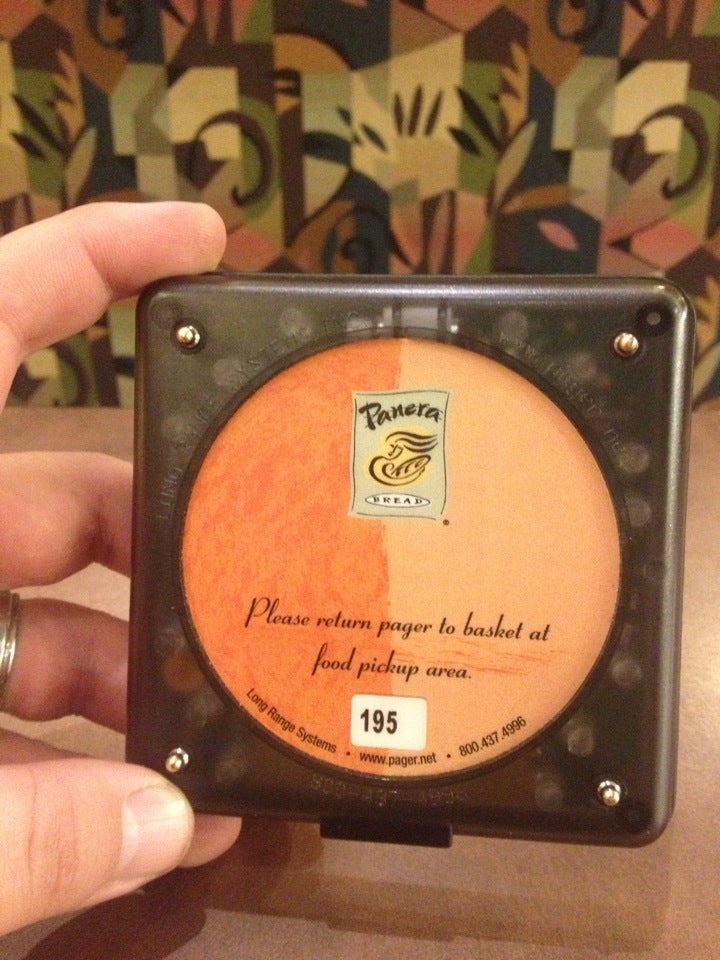 Panera
BREAD
Please return pager to basket at
food pickup area.
195
Long Range Systems • www.pager.net • 800.437.4996